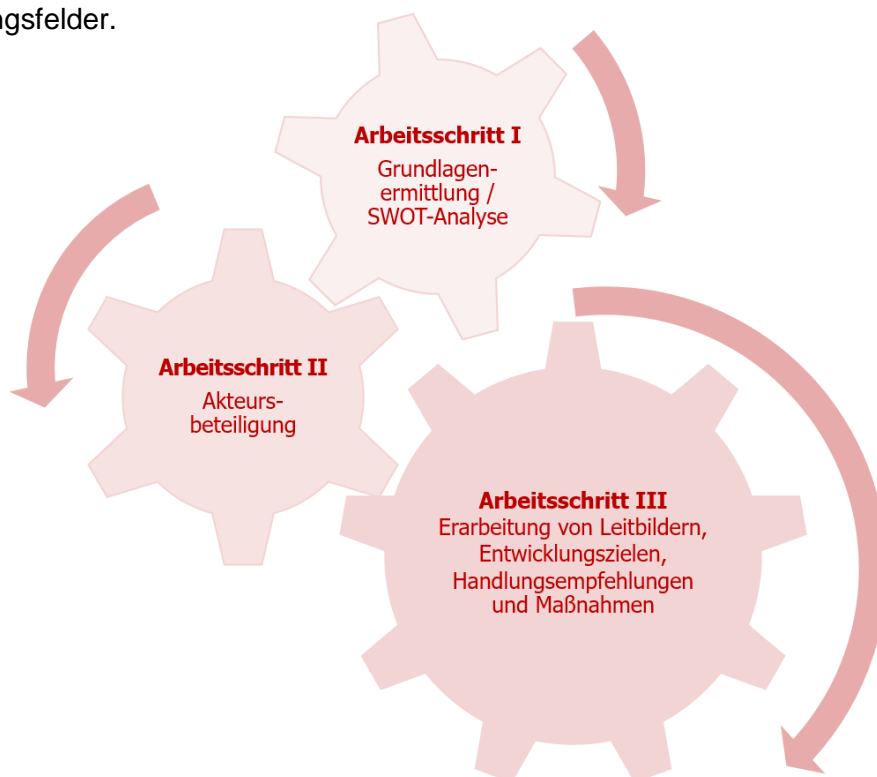 ngsfelder.
Arbeitsschritt I
Grundlagen-
ermittlung /
SWOT-Analyse
Arbeitsschritt II
Akteurs-
beteiligung
Arbeitsschritt III
Erarbeitung von Leitbildern,
Entwicklungszielen,
Handlungsempfehlungen
und Maßnahmen